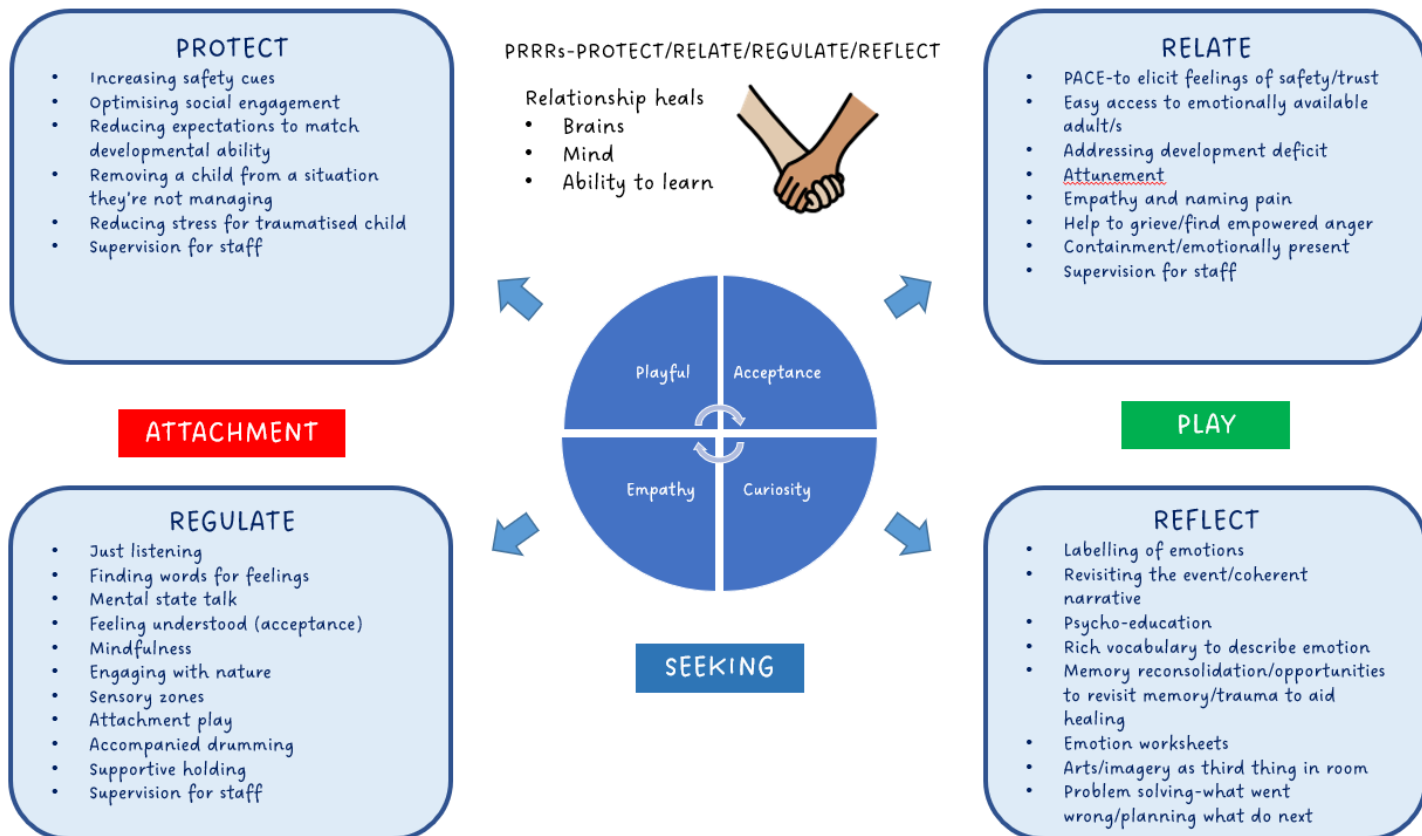 PROTECT
• Increasing safety cues
• Optimising social engagement
• Reducing expectations to match
developmental ability
• Removing a child from a situation
they're not managing
• Reducing stress for traumatised child
• Supervision for staff
PRRRs-PROTECT/RELATE/REGULATE/REFLECT
Relationship heals
• Brains
• Mind
• Ability to learn
RELATE
• PACE-to elicit feelings of safety/trust
• Easy access to emotionally available
adult/s
• Addressing development deficit
• Attunement
• Empathy and naming pain
• Help to grieve/find empowered anger
• Containment/emotionally present
• Supervision for staff
Playful
Acceptance
Empathy
Curiosity
ATTACHMENT
PLAY
SEEKING
REGULATE
• Just listening
• Finding words for feelings
• Mental state talk
• Feeling understood (acceptance)
• Mindfulness
• Engaging with nature
• Sensory zones
• Attachment play
• Accompanied drumming
• Supportive holding
• Supervision for staff
REFLECT
• Labelling of emotions
• Revisiting the event/coherent
narrative
• Psycho-education
• Rich vocabulary to describe emotion
• Memory reconsolidation/opportunities
to revisit memory/trauma to aid
healing
• Emotion worksheets
• Arts/imagery as third thing in room
• Problem solving-what went
wrong/planning what do next